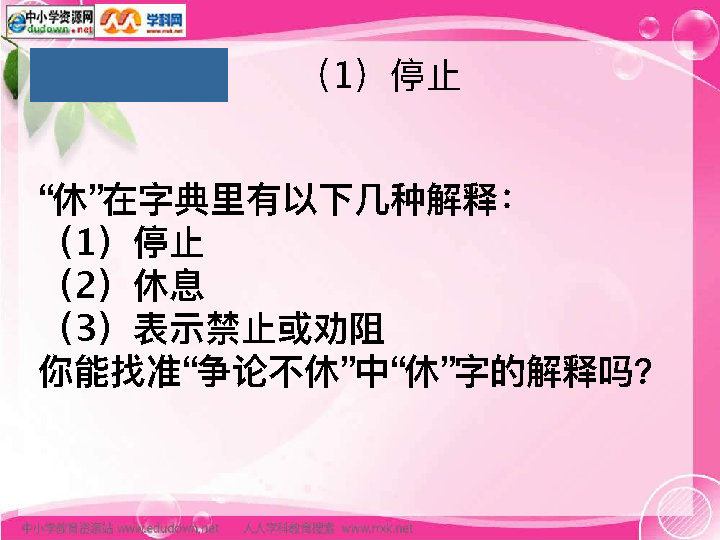 中小学资源网
dudown.net
学科网
www.nxk.net
（1）停止
“休”在字典里有以下几种解释：
（1）停止
（2）休息
（3）表示禁止或劝阻
你能找准“争论不休”中“休”字的解释吗？
中小学教育资源站 www.edudown.net 人人学科教育搜索 www.nxk.net